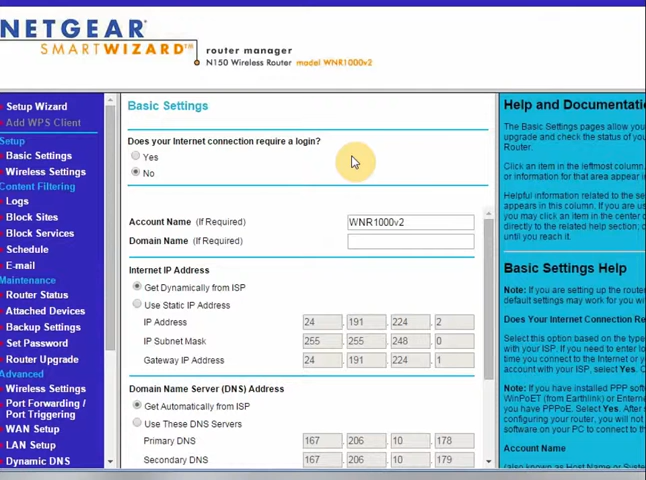 NETGEAR
SMARTWIZARD™
router manager
N150 Wireless Router model WNR1000v2
Setup Wizard
Add WPS Client
Setup
Basic Settings
Wireless Settings
Content Filtering
Logs
Block Sites
Block Services
Schedule
E-mail
Maintenance
Router Status
Attached Devices
Backup Settings
Set Password
Router Upgrade
Advanced
Wireless Settings
Port Forwarding /
Port Triggering
WAN Setup
LAN Setup
Dynamic DNS
Basic Settings
Does your Internet connection require a login?
Yes
No
Account Name (If Required) WNR1000v2
Domain Name (If Required)
Internet IP Address
Get Dynamically from ISP
Use Static IP Address
IP Address 24 .191 .224 .2
IP Subnet Mask 255 .255 .248 .0
Gateway IP Address 24 .191 .224 .1
Domain Name Server (DNS) Address
Get Automatically from ISP
Use These DNS Servers
Primary DNS 167 .206 .10 .178
Secondary DNS 167 .206 .10 .179
Help and Documentati
The Basic Settings pages allow you
upgrade and check the status of you
Router.
Click an item in the leftmost column.
or information for that area appear i
Helpful information related to the se
appears in this column. If you are us
you may click an item in the center c
directly to the related help section; o
until you reach it.
Basic Settings Help
Note: If you are setting up the route
default settings may work for you wi
Does Your Internet Connection Re
Select this option based on the type
with your ISP. If you need to enter lo
time you connect to the Internet or y
account with your ISP, select Yes. O
Note: If you have installed PPP softw
WinPoET (from Earthlink) or Enterne
you have PPPoE. Select Yes. After s
configuring your router, you will not
software on your PC to connect to th
Account Name
(also known as Host Name or System